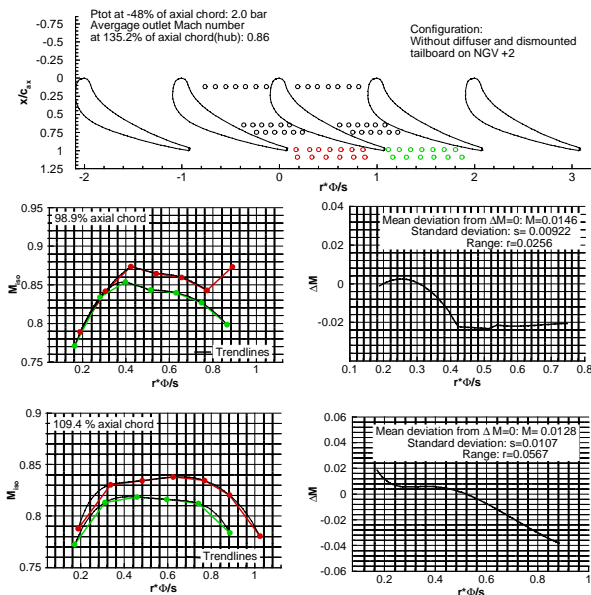 Ptot at -48% of axial chord: 2.0 bar
Avergage outlet Mach number
at 135.2% of axial chord(hub): 0.86
Configuration:
Without diffuser and dismounted
tailboard on NGV +2
-0.75
-0.5
-0.25
0
0.25
0.5
0.75
1
1.25
x/c_ax
-2 -1 0 1 2 3
r*Φ/s
98.9% axial chord
0.95
0.9
0.85
0.8
0.75
M_iso
Trendlines
0.2 0.4 0.6 0.8 1
r*Φ/s
Mean deviation from ΔM=0: M=0.0146
Standard deviation: s= 0.00922
Range: r=0.0256
0.04
0.02
0
-0.02
ΔM
0.1 0.2 0.3 0.4 0.5 0.6 0.7 0.8
r*Φ/s
109.4 % axial chord
0.9
0.85
0.8
0.75
M_iso
Trendlines
0.2 0.4 0.6 0.8 1
r*Φ/s
Mean deviation from Δ M=0: M= 0.0128
Standard deviation: s=0.0107
Range: r=0.0567
0.06
0.04
0.02
0
-0.02
-0.04
-0.06
ΔM
0.2 0.4 0.6 0.8 1
r*Φ/s